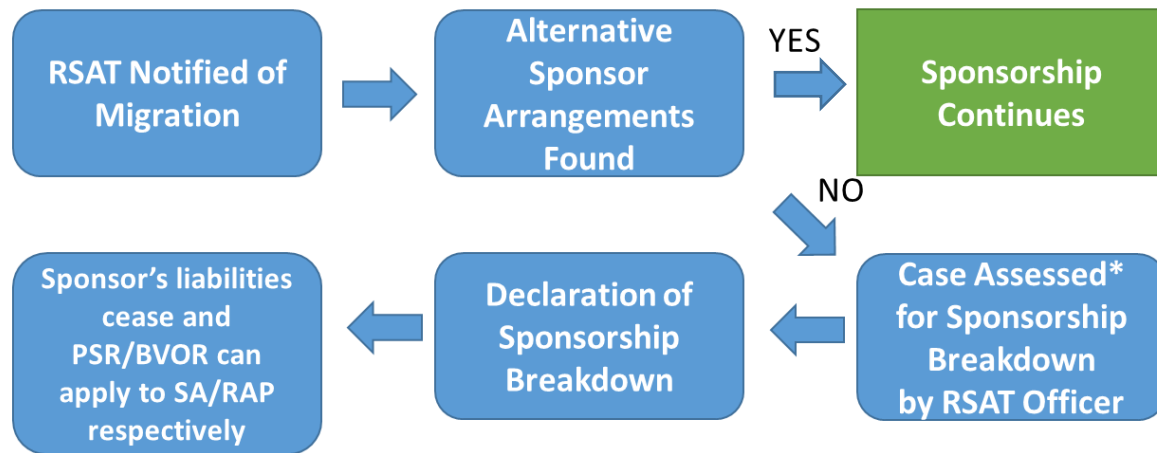 RSAT Notified of
Migration
Alternative
Sponsor
Arrangements
Found
YES
Sponsorship
Continues
NO
Case Assessed*
for Sponsorship
Breakdown
by RSAT Officer
Declaration of
Sponsorship
Breakdown
Sponsor’s liabilities
cease and
PSR/BVOR can
apply to SA/RAP
respectively